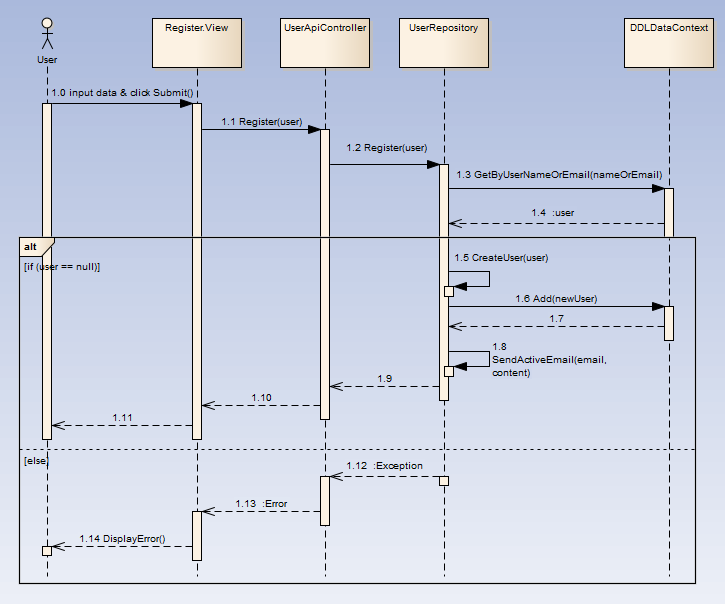 Register.View
UserApiController
UserRepository
DDLDataContext
User
1.0 input data & click Submit()
1.1 Register(user)
1.2 Register(user)
1.3 GetByUserNameOrEmail(nameOrEmail)
1.4 :user
alt
[if (user == null)]
1.5 CreateUser(user)
1.6 Add(newUser)
1.7
1.8
SendActiveEmail(email,
content)
1.9
1.10
1.11
[else]
1.12 :Exception
1.13 :Error
1.14 DisplayError()